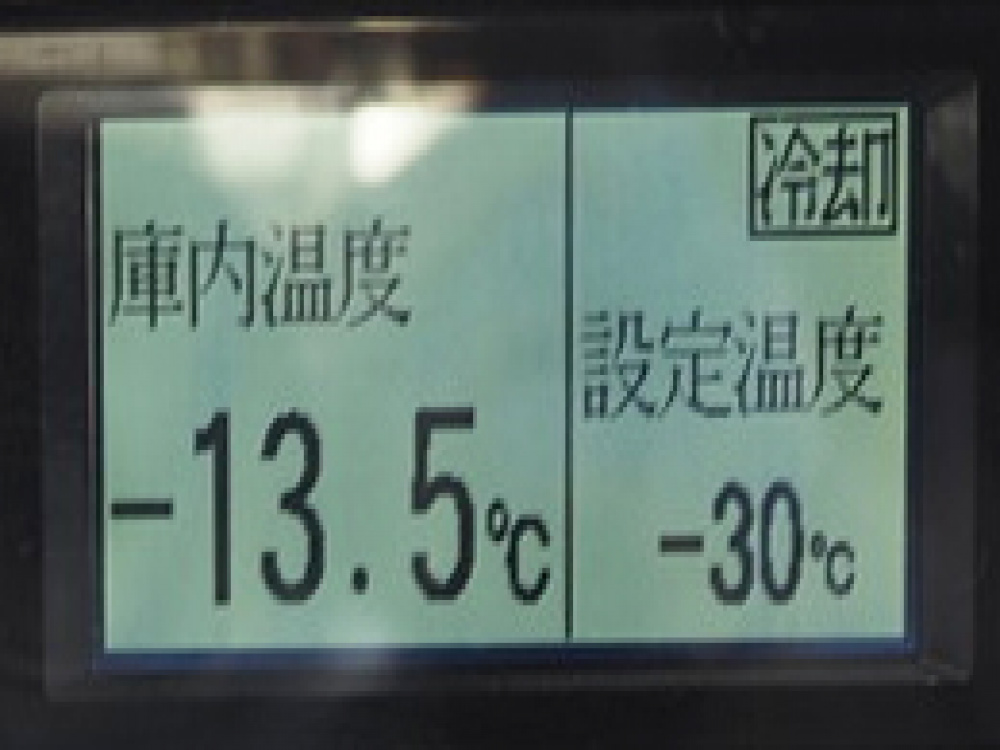 庫内温度
-13.5℃
冷却
設定温度
-30℃